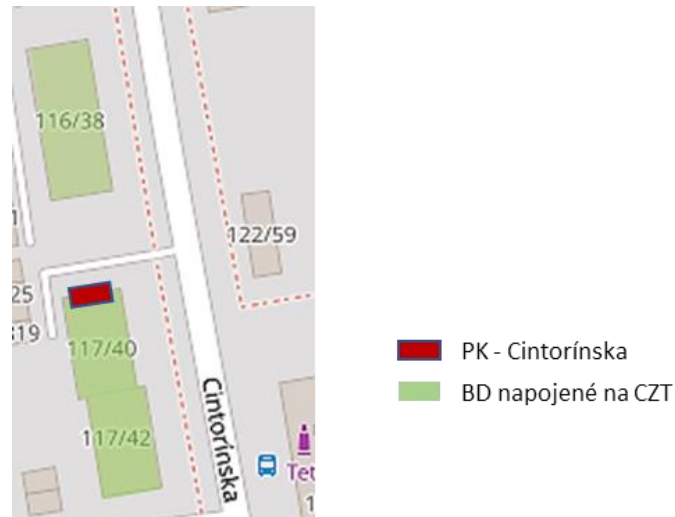 116/38
122/59
25
319
117/40
117/42
Cintorínska
Tet
1
PK - Cintorínska
BD napojené na CZT